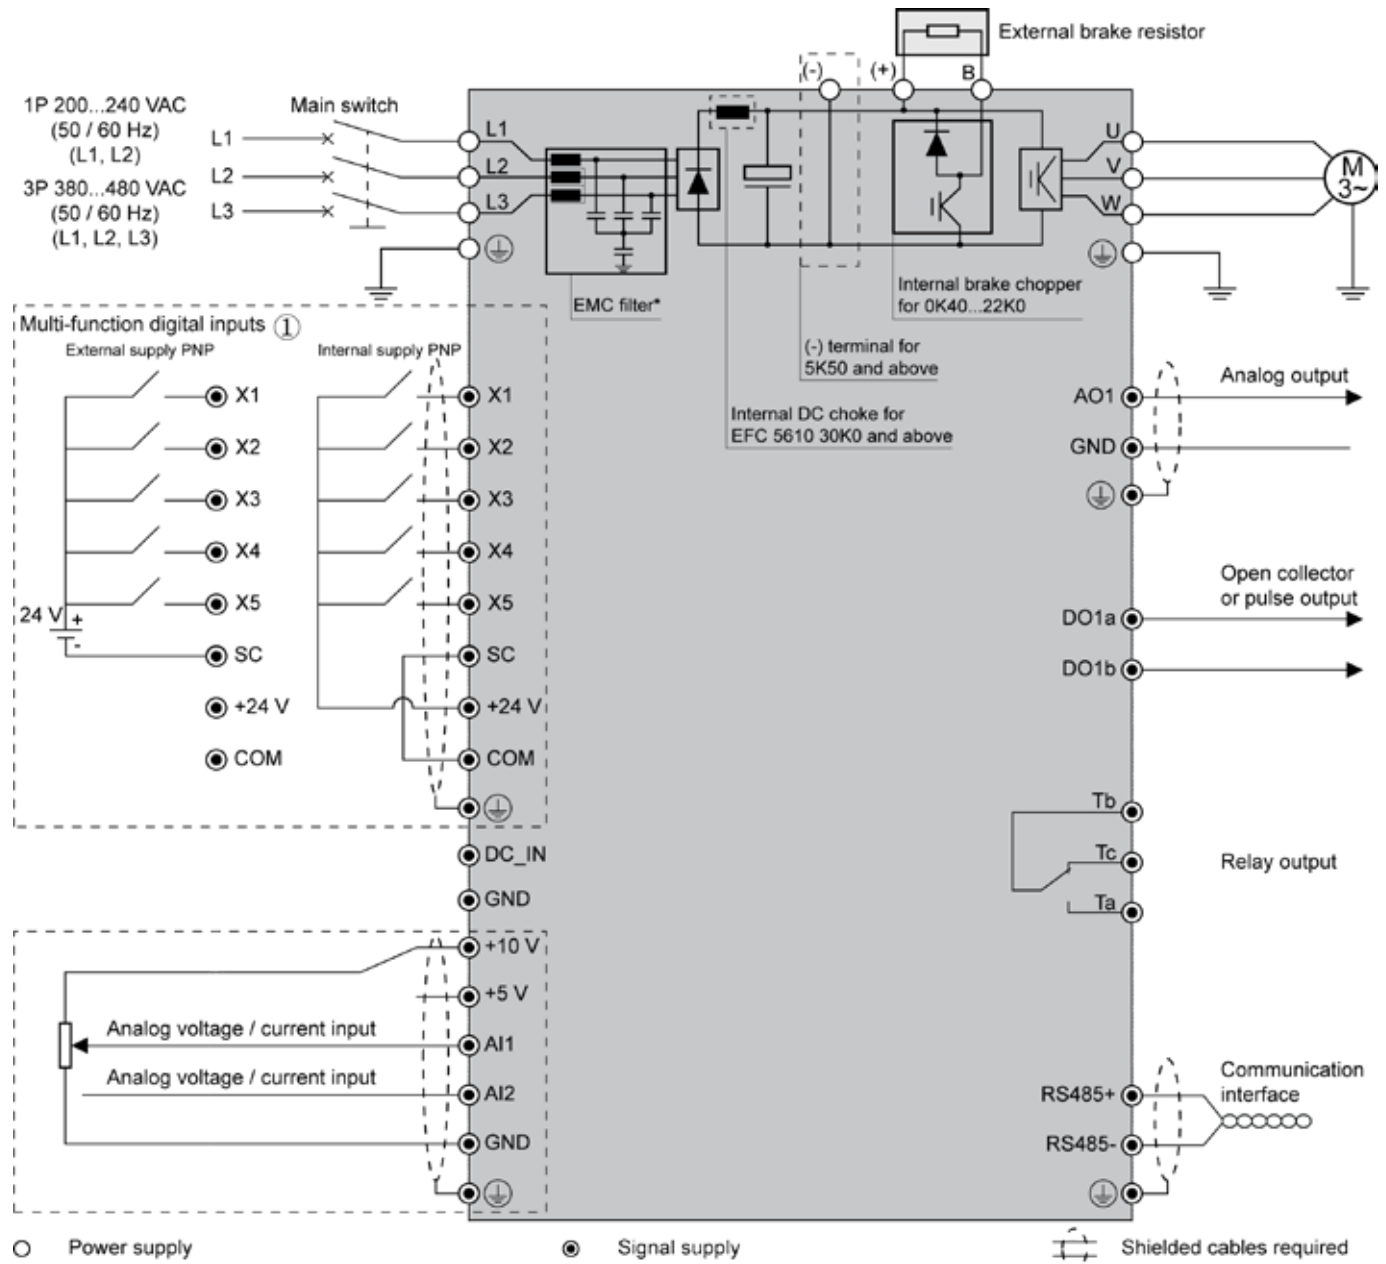 External brake resistor
(-)
(+)
B
1P 200...240 VAC
(50 / 60 Hz)
(L1, L2)
3P 380...480 VAC
(50 / 60 Hz)
(L1, L2, L3)
Main switch
L1
L2
L3
L1
L2
L3
U
V
W
M
3~
EMC filter*
Internal brake chopper
for 0K40...22K0
(-) terminal for
5K50 and above
Internal DC choke for
EFC 5610 30K0 and above
Multi-function digital inputs ①
External supply PNP
Internal supply PNP
X1
X2
X3
X4
X5
24 V
+
-
SC
+24 V
COM
X1
X2
X3
X4
X5
SC
+24 V
COM
DC_IN
GND
+10 V
+5 V
Analog voltage / current input
AI1
Analog voltage / current input
AI2
GND
AO1
Analog output
GND
Open collector
or pulse output
DO1a
DO1b
Tb
Tc
Relay output
Ta
Communication
interface
RS485+
RS485-
Power supply
Signal supply
Shielded cables required